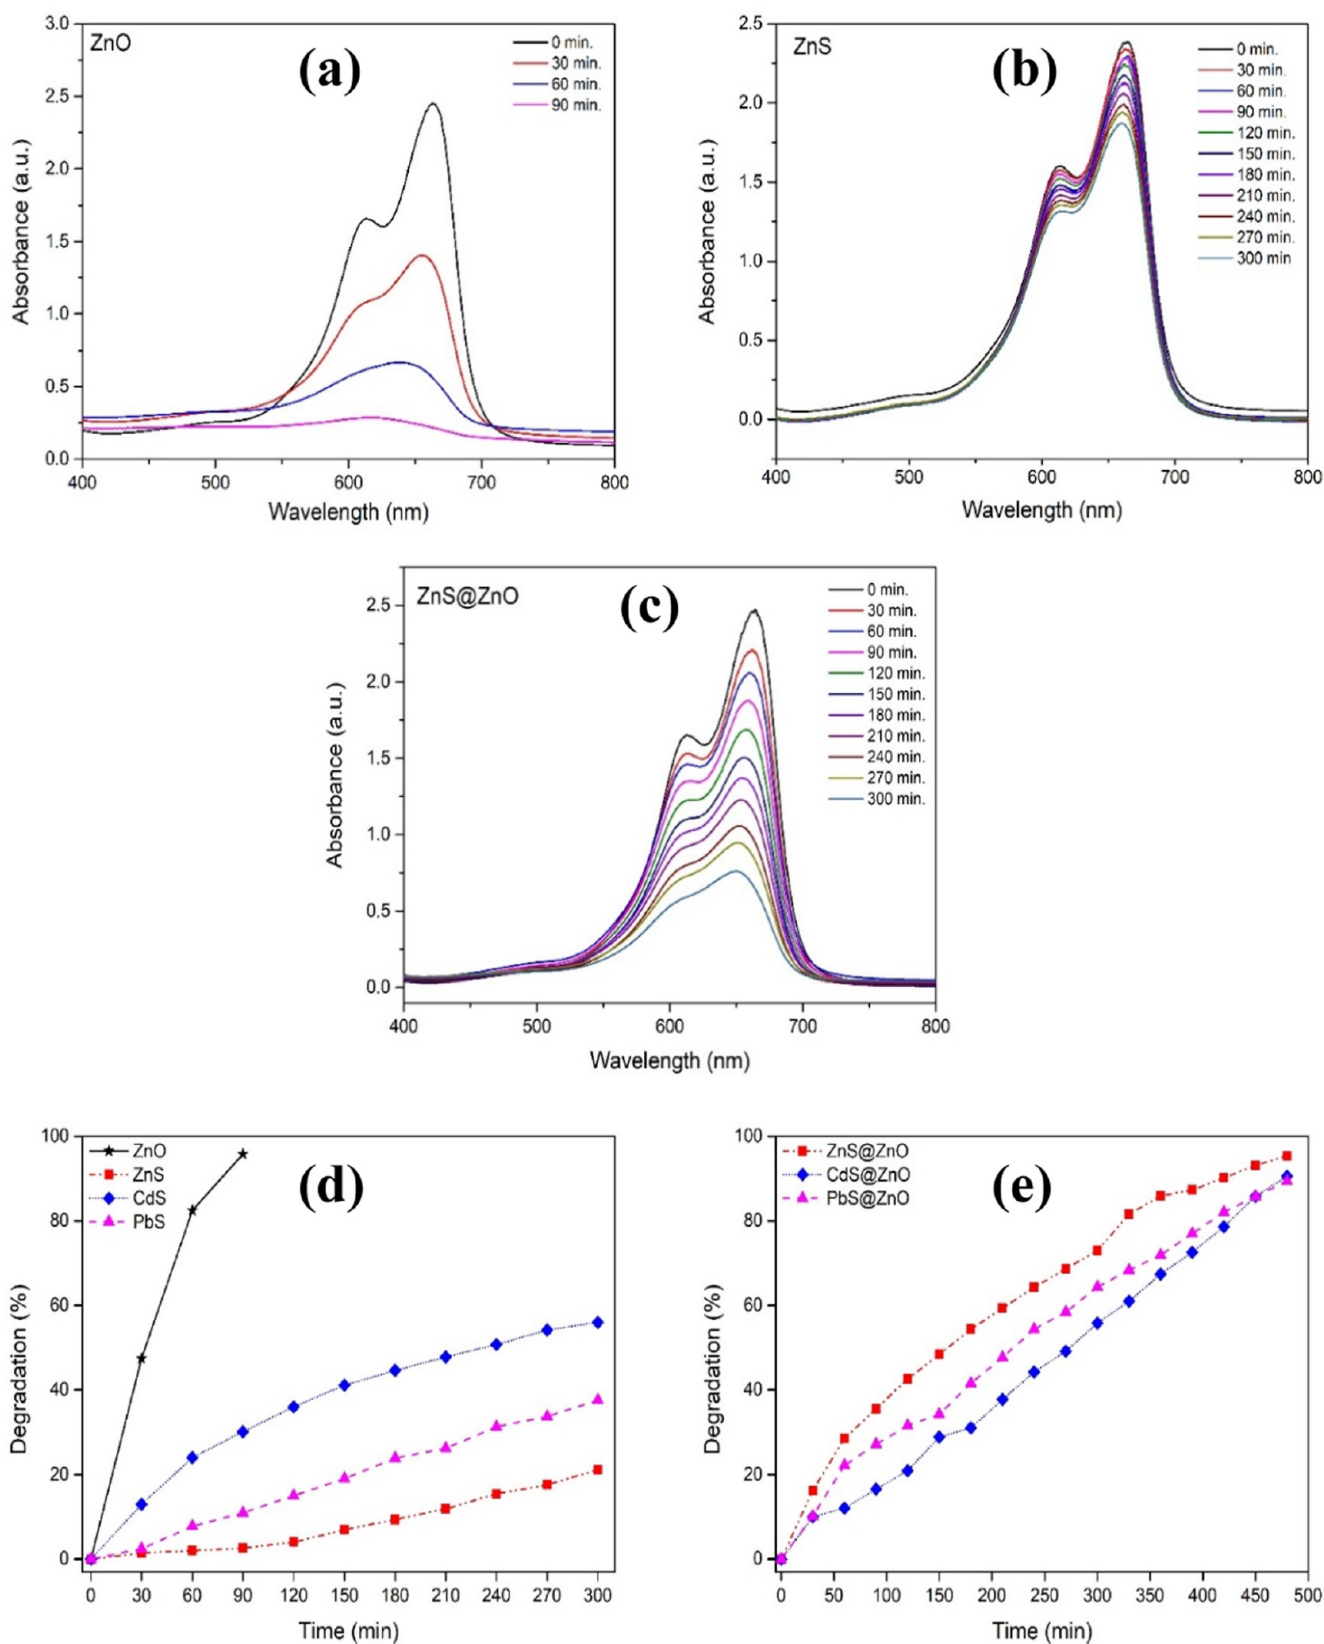 ZnO
(a)
0 min.
30 min.
60 min.
90 min.
3.0
2.5
2.0
1.5
1.0
0.5
0.0
Absorbance (a.u.)
400
500
600
700
800
Wavelength (nm)
ZnS
(b)
0 min.
30 min.
60 min.
90 min.
120 min.
150 min.
180 min.
210 min.
240 min.
270 min.
300 min
2.5
2.0
1.5
1.0
0.5
0.0
Absorbance (a.u.)
400
500
600
700
800
Wavelength (nm)
ZnS@ZnO
(c)
0 min.
30 min.
60 min.
90 min.
120 min.
150 min.
180 min.
210 min.
240 min.
270 min.
300 min.
2.5
2.0
1.5
1.0
0.5
0.0
Absorbance (a.u.)
400
500
600
700
800
Wavelength (nm)
ZnO
ZnS
CdS
PbS
(d)
100
80
60
40
20
0
Degradation (%)
0
30
60
90
120
150
180
210
240
270
300
Time (min)
ZnS@ZnO
CdS@ZnO
PbS@ZnO
(e)
100
80
60
40
20
0
Degradation (%)
0
50
100
150
200
250
300
350
400
450
500
Time (min)